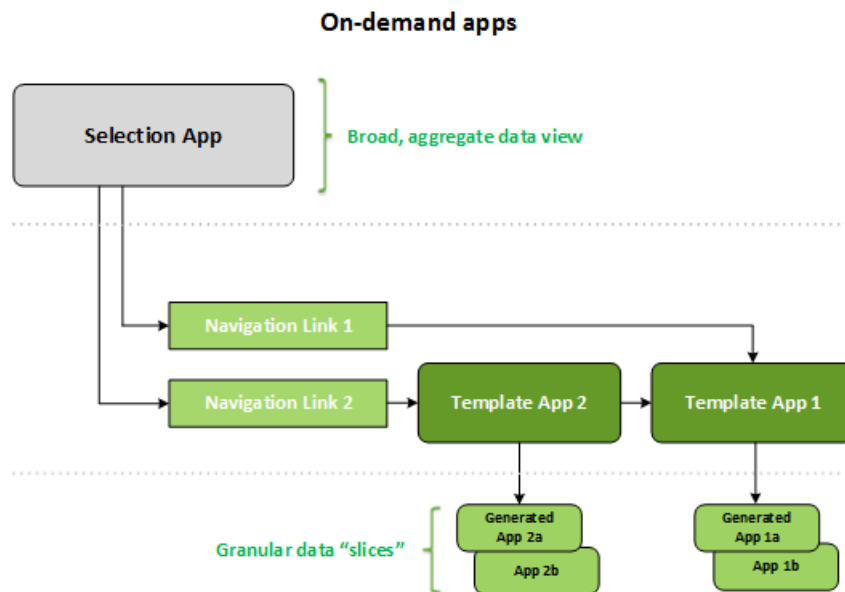 On-demand apps
Selection App
Broad, aggregate data view
Navigation Link 1
Navigation Link 2
Template App 2
Template App 1
Granular data “slices”
Generated
App 2a
App 2b
Generated
App 1a
App 1b